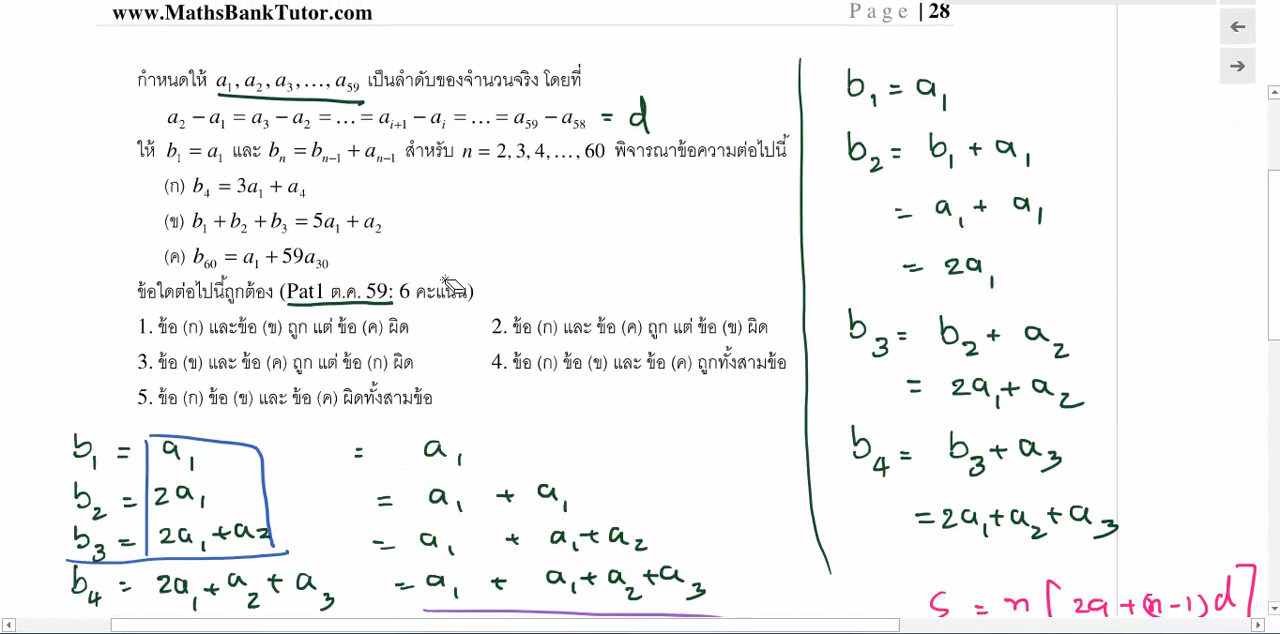 www.MathsBankTutor.com
Page | 28
กำหนดให้ a₁, a₂, a₃, ..., a₅₉ เป็นลำดับของจำนวนจริง โดยที่
a₂ − a₁ = a₃ − a₂ = ... = aᵢ₊₁ − aᵢ = ... = a₅₉ − a₅₈ = d
ให้ b₁ = a₁ และ bₙ = bₙ₋₁ + aₙ₋₁ สำหรับ n = 2, 3, 4, ..., 60 พิจารณาข้อความต่อไปนี้
(ก) b₄ = 3a₁ + a₄
(ข) b₁ + b₂ + b₃ = 5a₁ + a₂
(ค) b₆₀ = a₁ + 59a₃₀
ข้อใดต่อไปนี้ถูกต้อง (Pat1 ต.ค. 59: 6 คะแนน)
1. ข้อ (ก) และข้อ (ข) ถูก แต่ ข้อ (ค) ผิด
2. ข้อ (ก) และ ข้อ (ค) ถูก แต่ ข้อ (ข) ผิด
3. ข้อ (ข) และ ข้อ (ค) ถูก แต่ ข้อ (ก) ผิด
4. ข้อ (ก) ข้อ (ข) และ ข้อ (ค) ถูกทั้งสามข้อ
5. ข้อ (ก) ข้อ (ข) และ ข้อ (ค) ผิดทั้งสามข้อ
b₁ = a₁ = a₁
b₂ = 2a₁ = a₁ + a₁
b₃ = 2a₁ + a₂ = a₁ + a₁ + a₂
b₄ = 2a₁ + a₂ + a₃ = a₁ + a₁ + a₂ + a₃
b₁ = a₁
b₂ = b₁ + a₁
= a₁ + a₁
= 2a₁
b₃ = b₂ + a₂
= 2a₁ + a₂
b₄ = b₃ + a₃
= 2a₁ + a₂ + a₃
S = n [2a + (n−1)d]